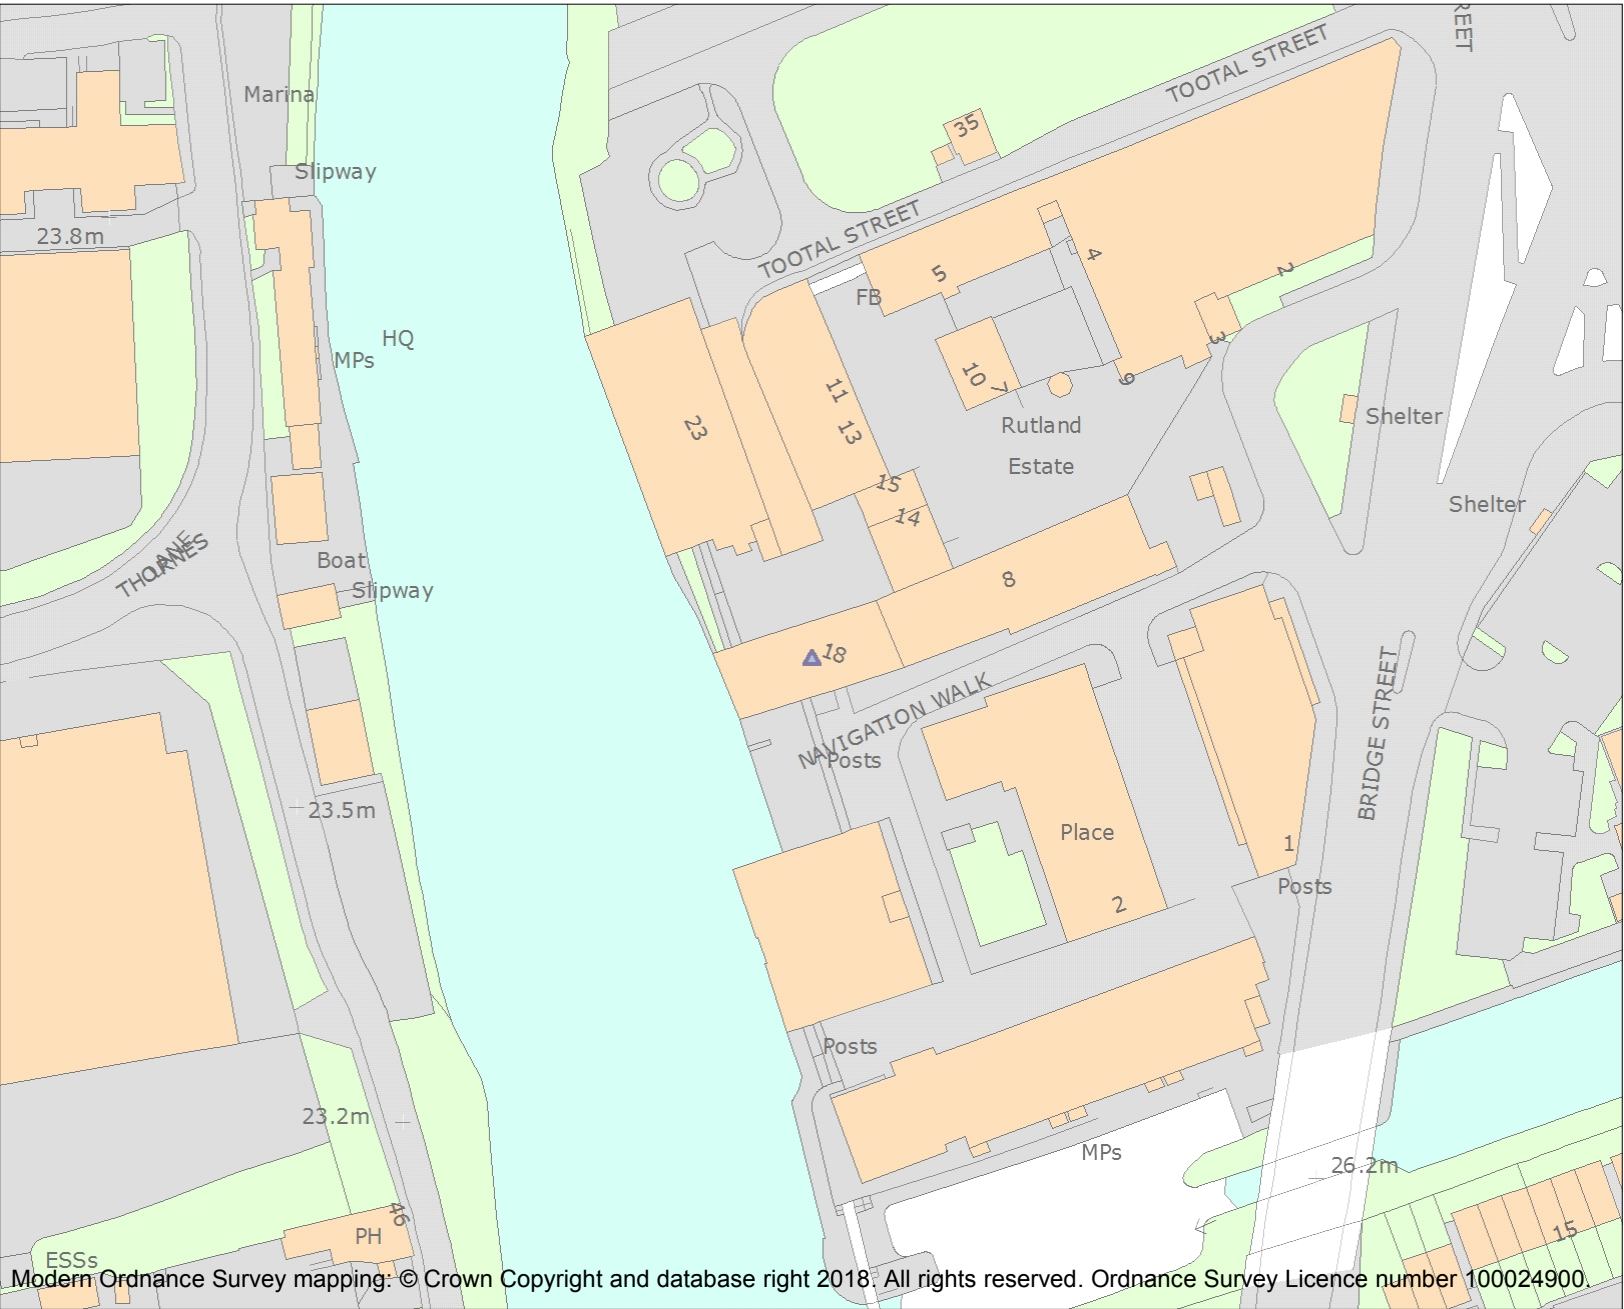 REET
TOOTAL STREET
Marina
35
Slipway
TOOTAL STREET
23.8m
4
2
5
FB
HQ
3
MPs
10
7
9
11
Shelter
23
13
Rutland
Estate
15
Shelter
14
THORNES
LANE
Boat
8
Slipway
18
NAVIGATION WALK
BRIDGE STREET
Posts
23.5m
Place
1
Posts
2
Posts
23.2m
MPs
26.2m
46
PH
15
ESSs
Modern Ordnance Survey mapping: © Crown Copyright and database right 2018. All rights reserved. Ordnance Survey Licence number 100024900.